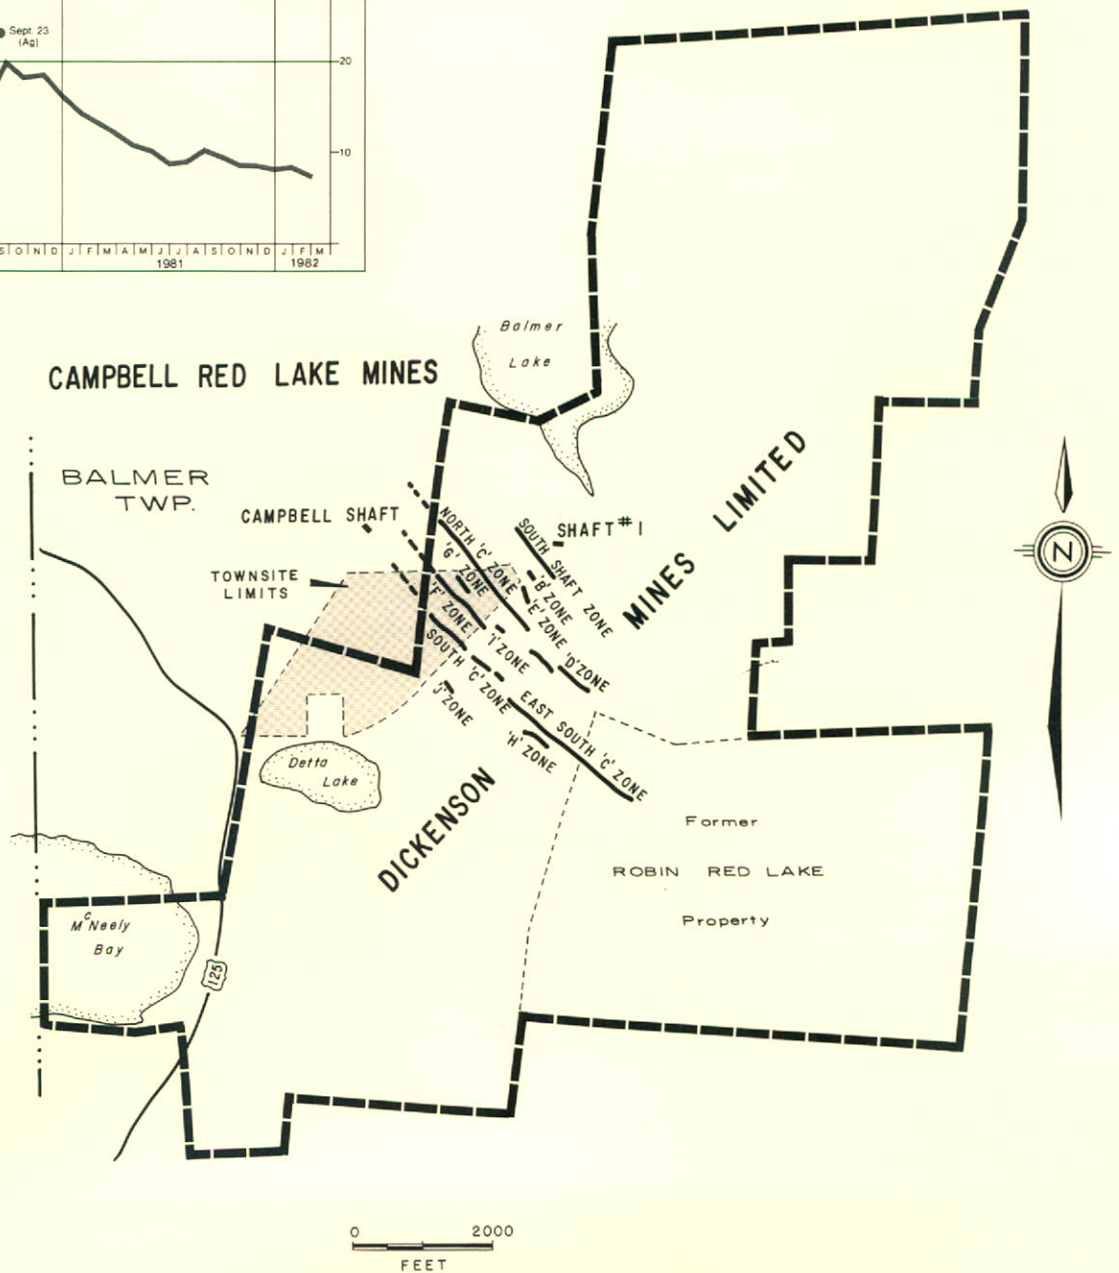 Sept. 23
(Ag)
20
10
S O N D J F M A M J J A S O N D J F M
1981
1982
Balmer
Lake
CAMPBELL RED LAKE MINES
BALMER
TWP.
CAMPBELL SHAFT
SHAFT #1
TOWNSITE
LIMITS
NORTH 'C' ZONE
'G' ZONE
'F' ZONE
SOUTH 'C' ZONE
SOUTH SHAFT ZONE
'B' ZONE
'E' ZONE
'I' ZONE
'D' ZONE
'J' ZONE
EAST SOUTH 'C' ZONE
'H' ZONE
DICKENSON MINES LIMITED
N
Detta
Lake
Former
ROBIN RED LAKE
Property
McNeely
Bay
125
0 2000
FEET